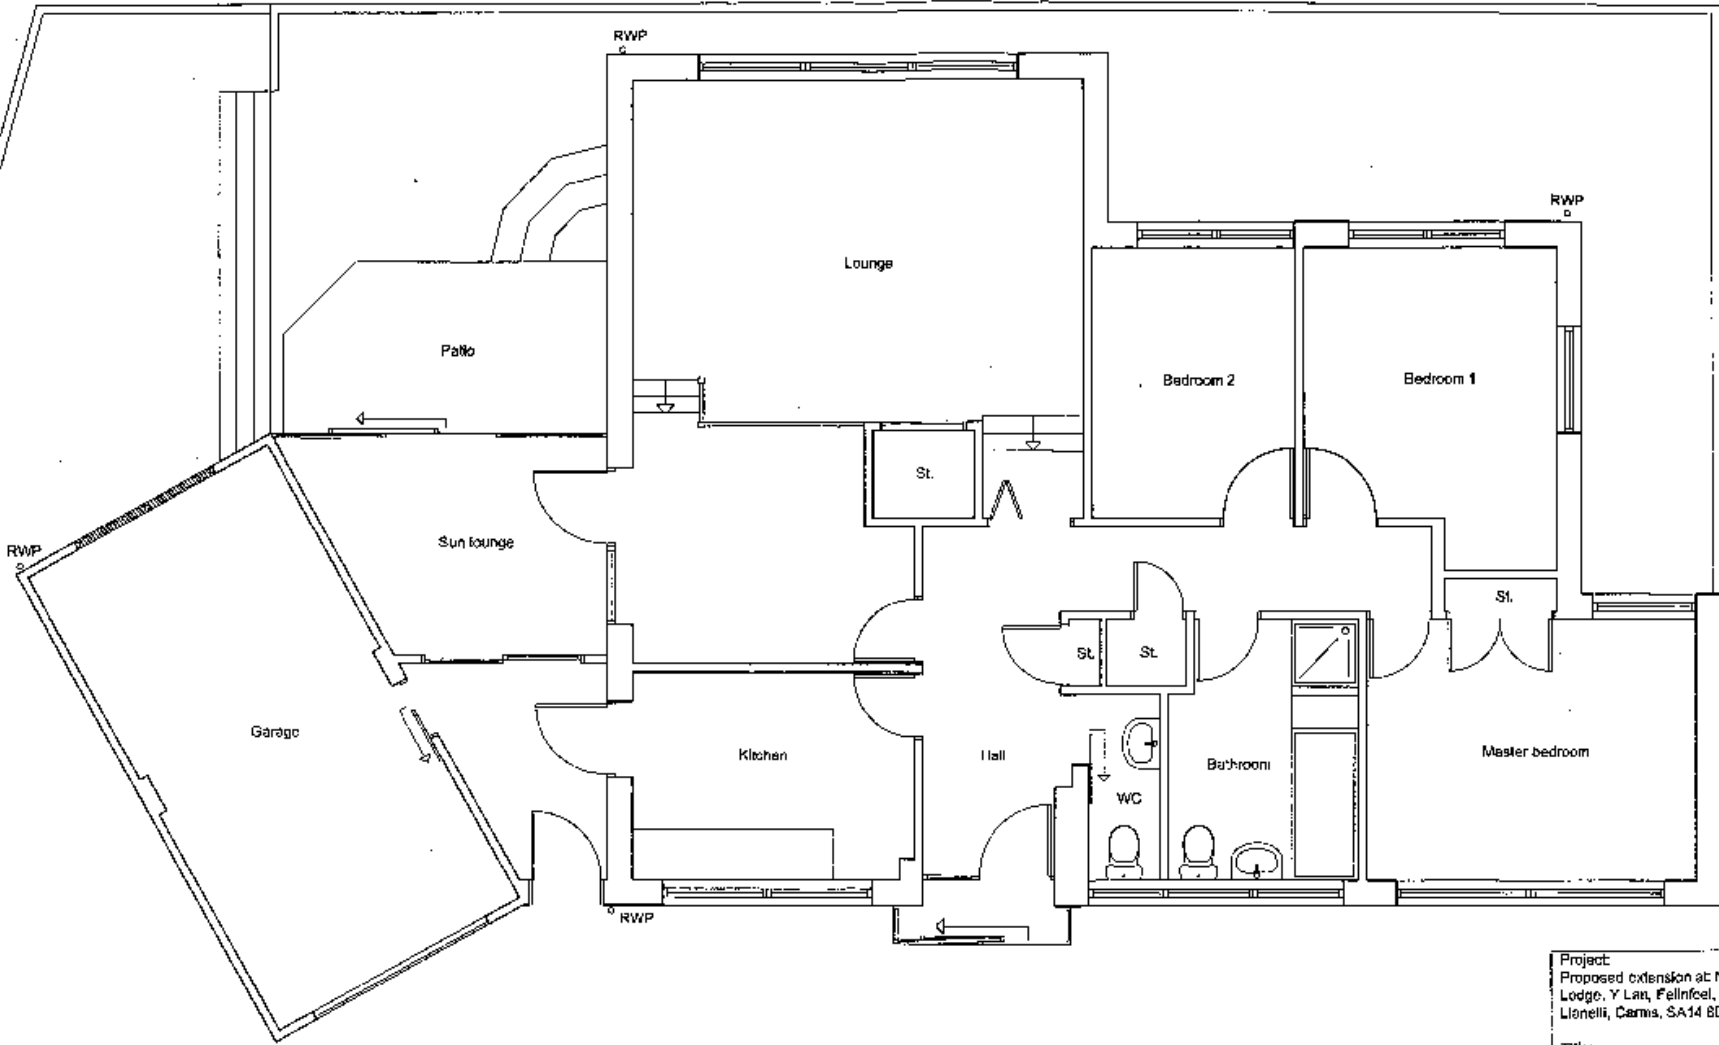 RWP
RWP
Lounge
Patio
Bedroom 2
Bedroom 1
St.
Sun lounge
RWP
St.
St.
St.
Garage
Kitchen
Hall
Bathroom
Master bedroom
WC
RWP
Project:
Proposed extension at:
Lodge, Y Lan, Felinfoel,
Llanelli, Carms, SA14